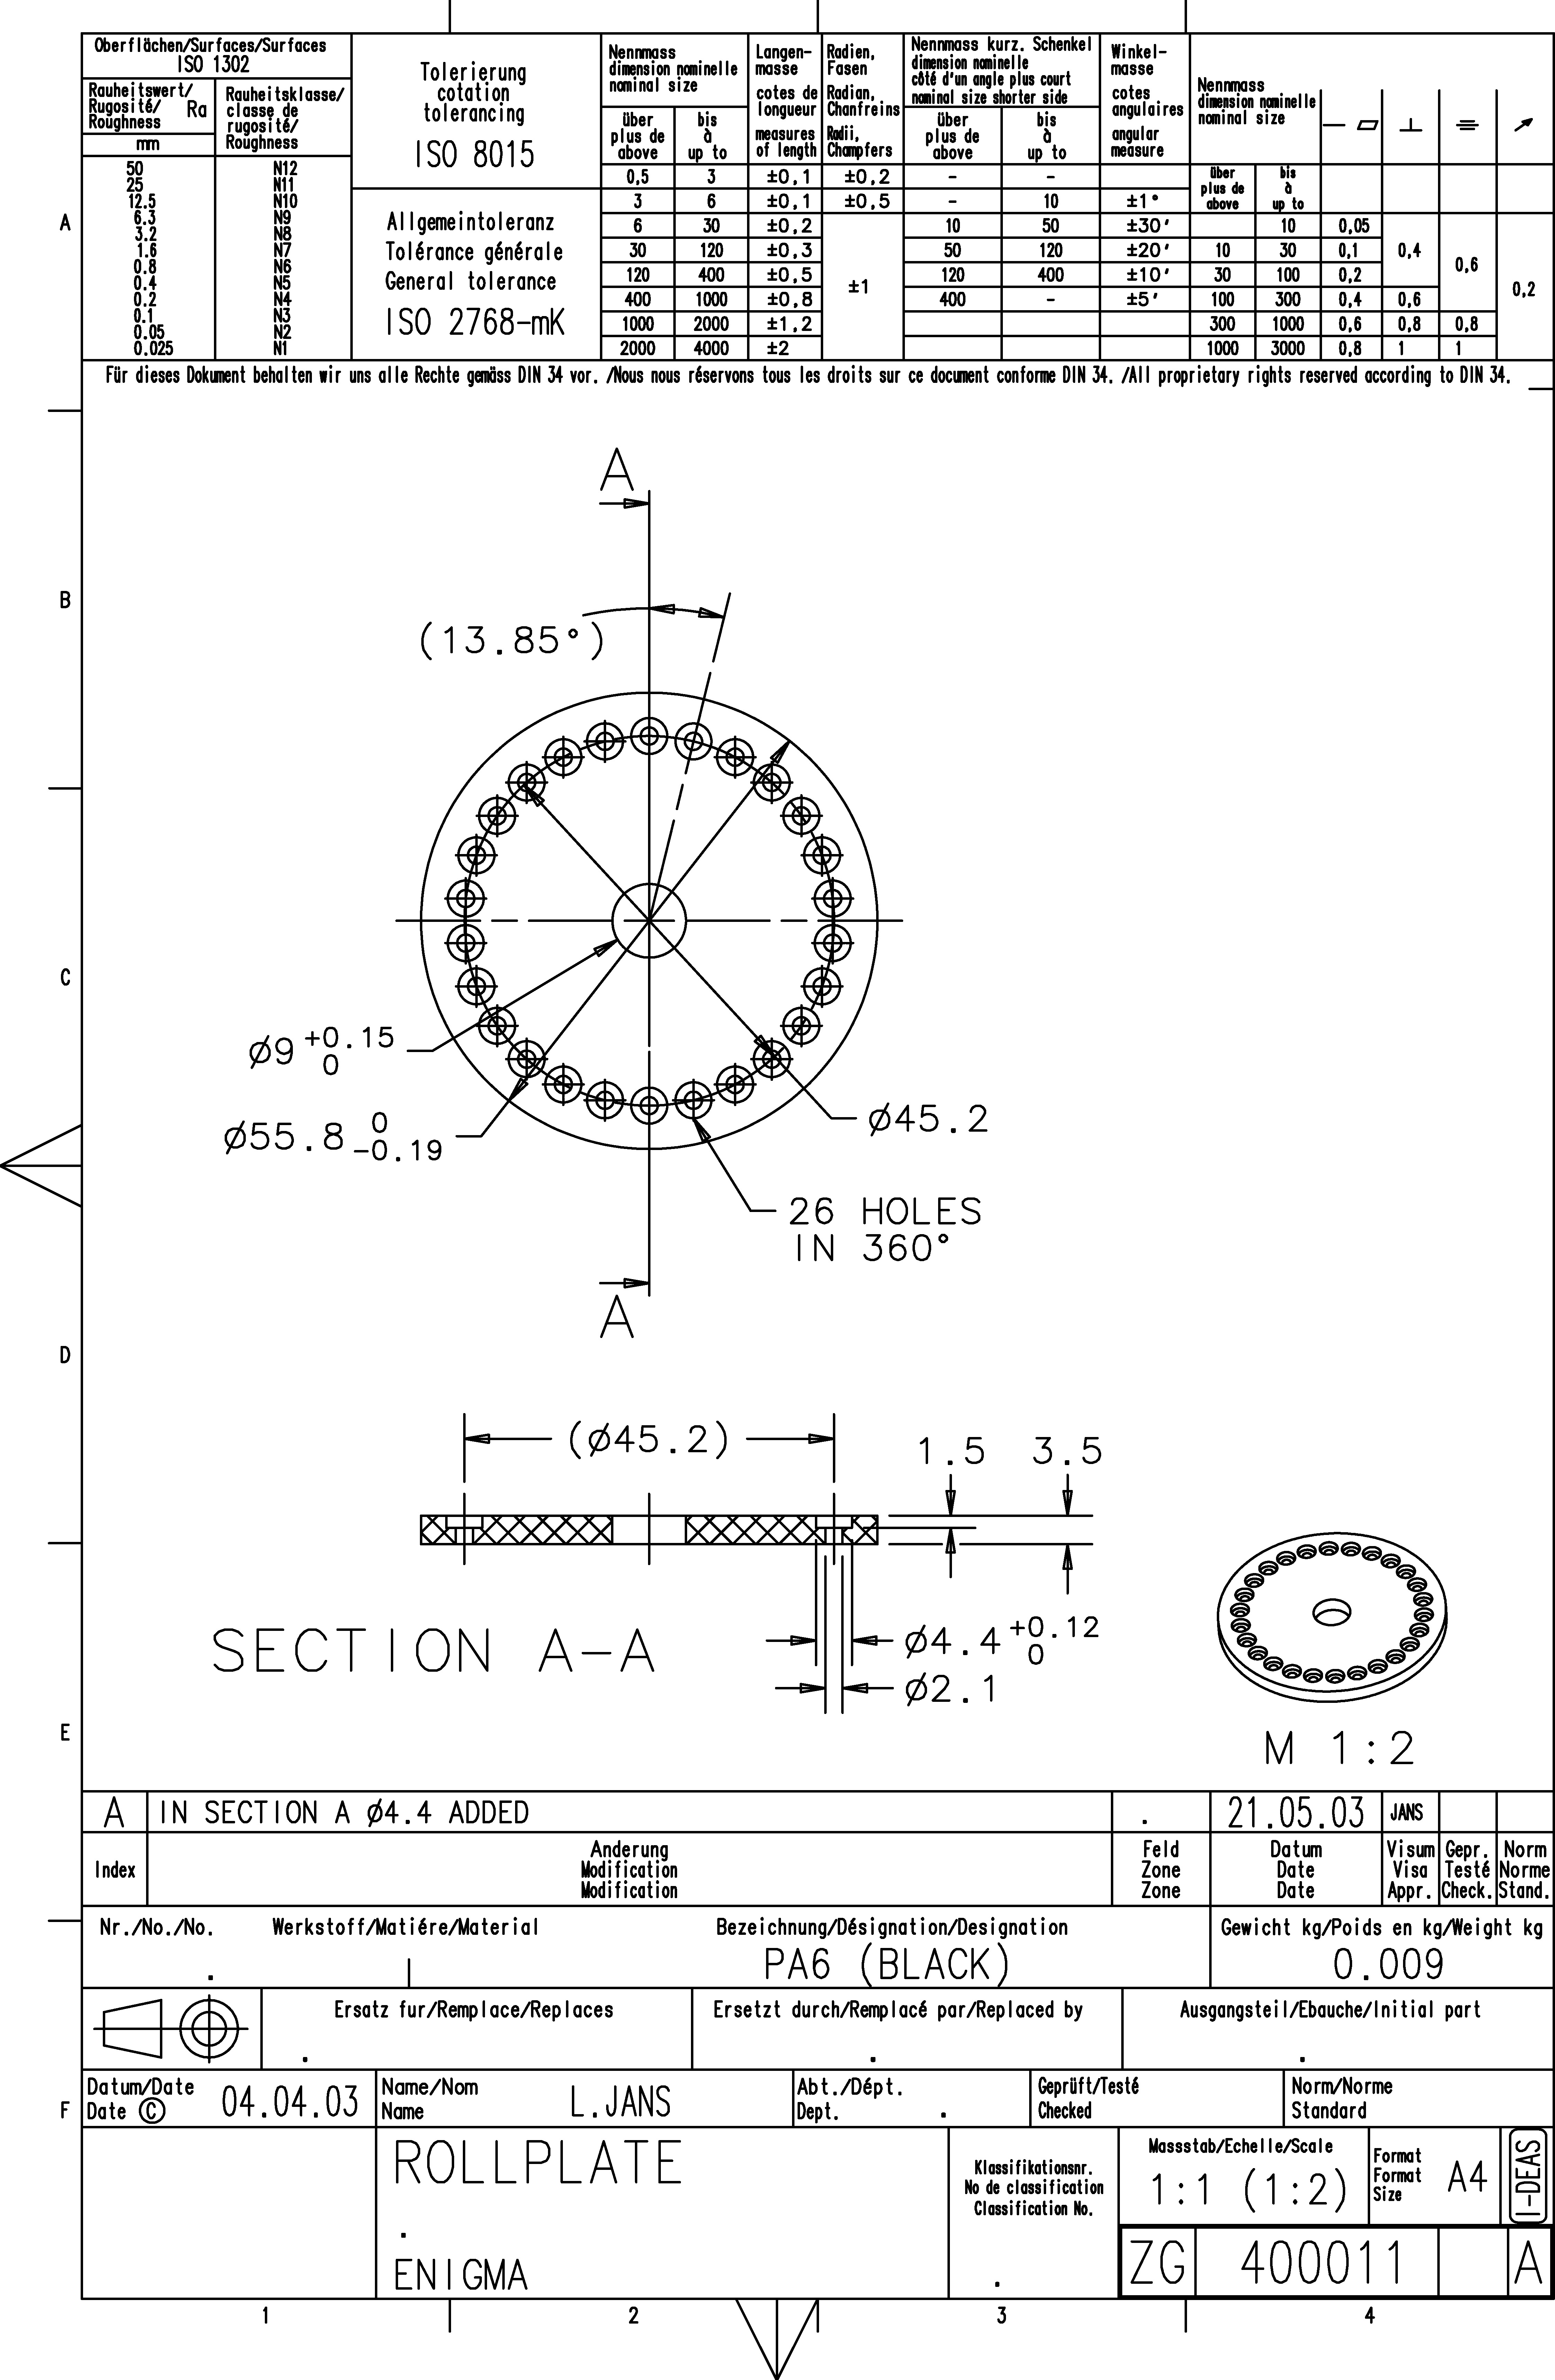 Oberflächen/Surfaces/Surfaces
ISO 1302
Rauheitswert/
Rugosité/ Ra
Roughness
mm
Rauheitsklasse/
classe de
rugosité/
Roughness
50 N12
25 N11
12.5 N10
6.3 N9
3.2 N8
1.6 N7
0.8 N6
0.4 N5
0.2 N4
0.1 N3
0.05 N2
0.025 N1
Tolerierung
cotation
tolerancing
ISO 8015
Allgemeintoleranz
Tolérance générale
General tolerance
ISO 2768-mK
Nennmass
dimension nominelle
nominal size
über
plus de
above
bis
à
up to
Langen-
masse
cotes de
longueur
measures
of length
Radien,
Fasen
Radian,
Chanfreins
Radii,
Champfers
Nennmass kurz. Schenkel
dimension nominelle
côté d'un angle plus court
nominal size shorter side
über
plus de
above
bis
à
up to
Winkel-
masse
cotes
angulaires
angular
measure
Nennmass
dimension nominelle
nominal size
über
plus de
above
bis
à
up to
0,5 3 ±0,1 ±0,2 - -
3 6 ±0,1 ±0,5 - 10 ±1°
6 30 ±0,2 10 50 ±30' 10 0,05
30 120 ±0,3 50 120 ±20' 10 30 0,1 0,4
120 400 ±0,5 ±1 120 400 ±10' 30 100 0,2 0,6
400 1000 ±0,8 400 - ±5' 100 300 0,4 0,6 0,2
1000 2000 ±1,2 300 1000 0,6 0,8 0,8
2000 4000 ±2 1000 3000 0,8 1 1
Für dieses Dokument behalten wir uns alle Rechte gemäss DIN 34 vor. /Nous nous réservons tous les droits sur ce document conforme DIN 34. /All proprietary rights reserved according to DIN 34.
A
B
C
D
E
F
A
(13.85°)
ø9 +0.15
0
ø55.8 0
-0.19
ø45.2
26 HOLES
IN 360°
A
(ø45.2)
1.5 3.5
ø4.4 +0.12
0
ø2.1
SECTION A-A
M 1:2
A IN SECTION A ø4.4 ADDED . 21.05.03 JANS
Index
Anderung
Modification
Modification
Feld
Zone
Zone
Datum
Date
Date
Visum
Visa
Appr.
Gepr.
Testé
Check.
Norm
Norme
Stand.
Nr./No./No. Werkstoff/Matiére/Material Bezeichnung/Désignation/Designation Gewicht kg/Poids en kg/Weight kg
. PA6 (BLACK) 0.009
Ersatz fur/Remplace/Replaces Ersetzt durch/Remplacé par/Replaced by Ausgangsteil/Ebauche/Initial part
. . .
Datum/Date
Date © 04.04.03
Name/Nom
Name L.JANS
Abt./Dépt.
Dept. .
Geprüft/Testé
Checked
Norm/Norme
Standard
ROLLPLATE
.
ENIGMA
Klassifikationsnr.
No de classification
Classification No.
.
Massstab/Echelle/Scale
1:1 (1:2)
Format
Format
Size
A4
I-DEAS
ZG 400011 A
1 2 3 4